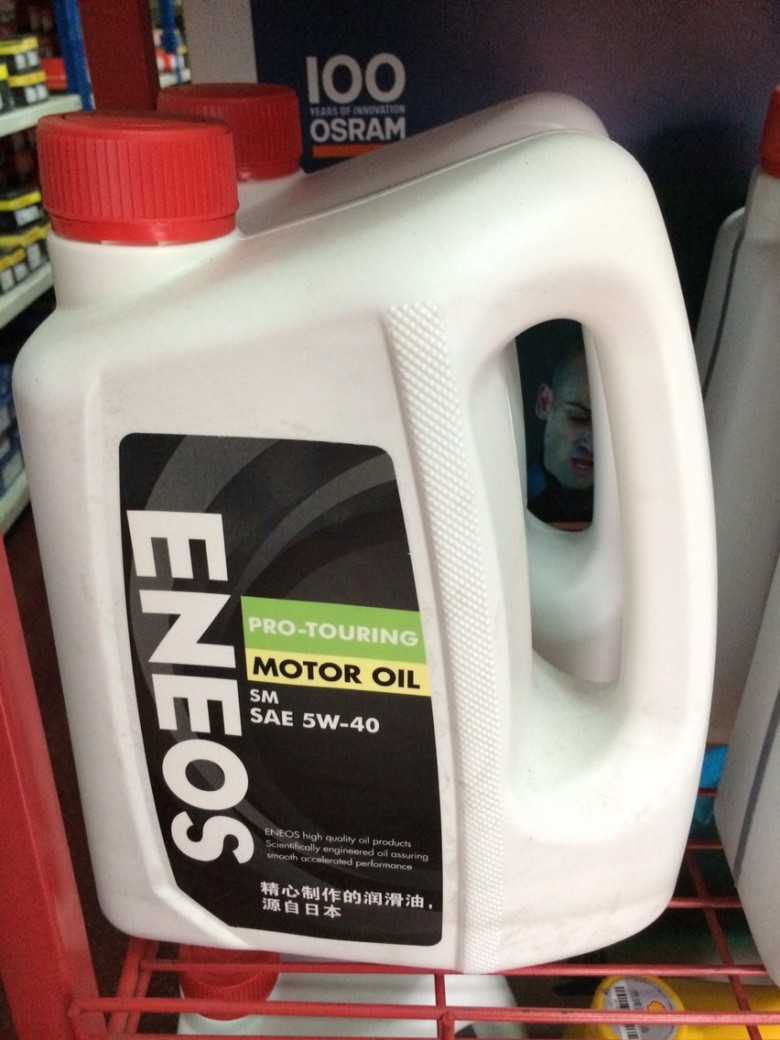 100
YEARS OF INNOVATION
OSRAM
ENEOS
PRO-TOURING
MOTOR OIL
SM
SAE 5W-40
ENEOS high quality oil products
Scientifically engineered oil assuring
smooth accelerated performance
精心制作的润滑油,
源自日本